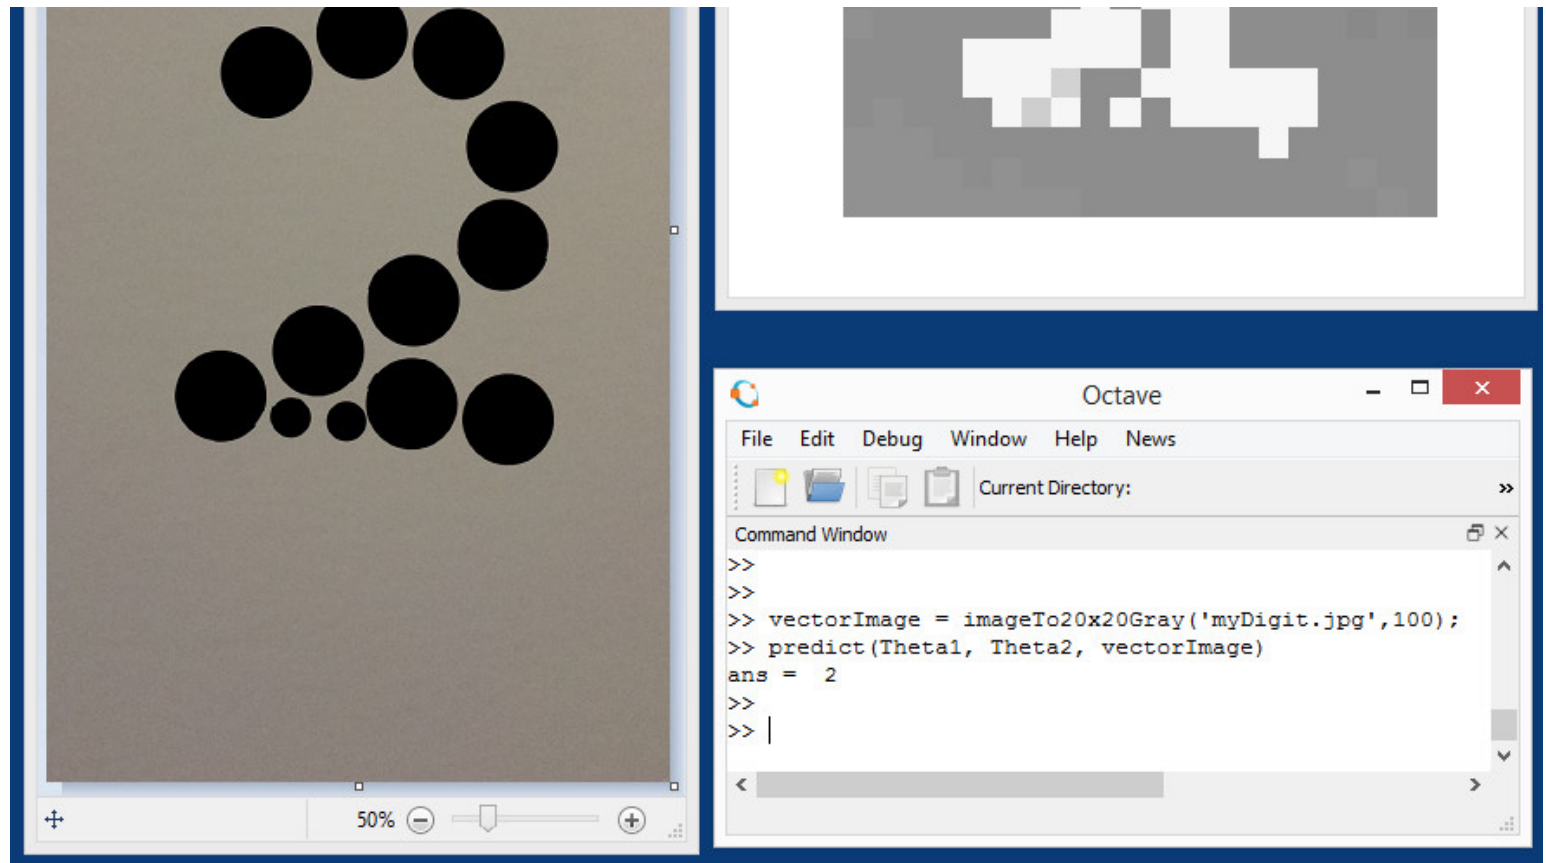 50%
Octave
File Edit Debug Window Help News
Current Directory:
Command Window
>>
>>
>> vectorImage = imageTo20x20Gray('myDigit.jpg',100);
>> predict(Theta1, Theta2, vectorImage)
ans =  2
>>
>>